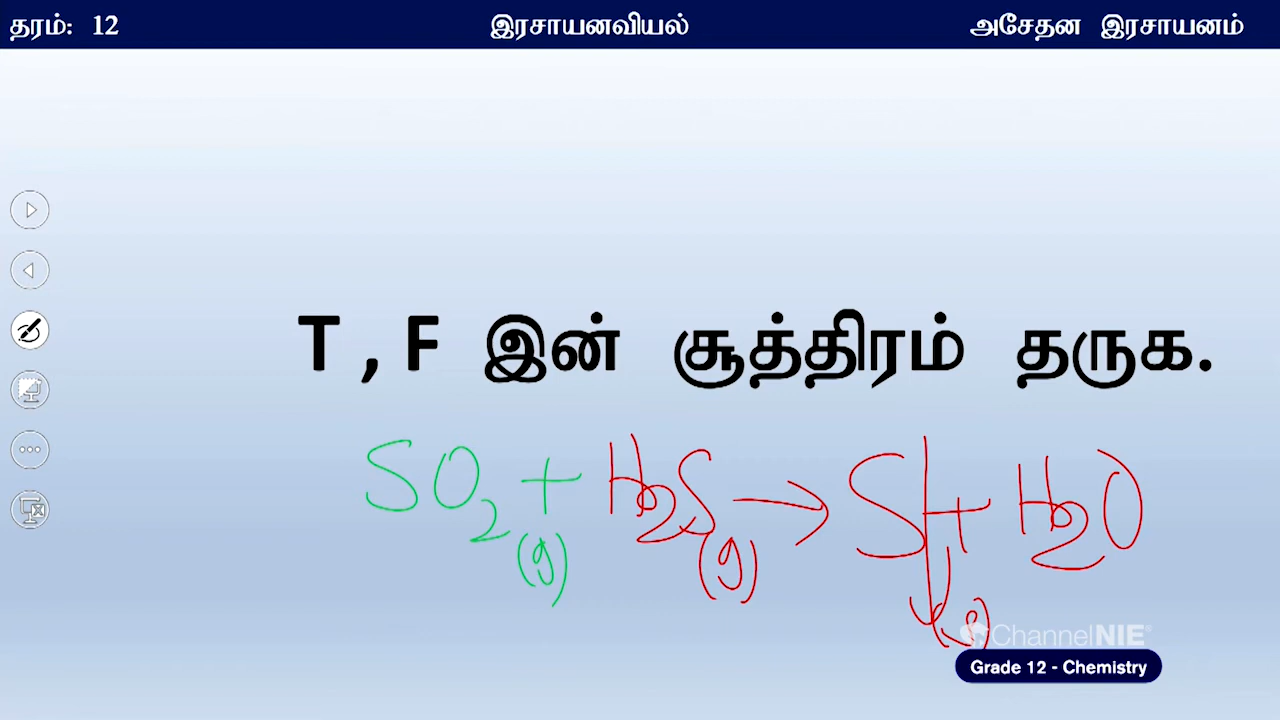 தரம்: 12 இரசாயனவியல் அசேதன இரசாயனம்
T , F இன் சூத்திரம் தருக.
SO2 + H2S → S↓ + H2O
(g) (g) (s)
ChannelNIE
Grade 12 - Chemistry